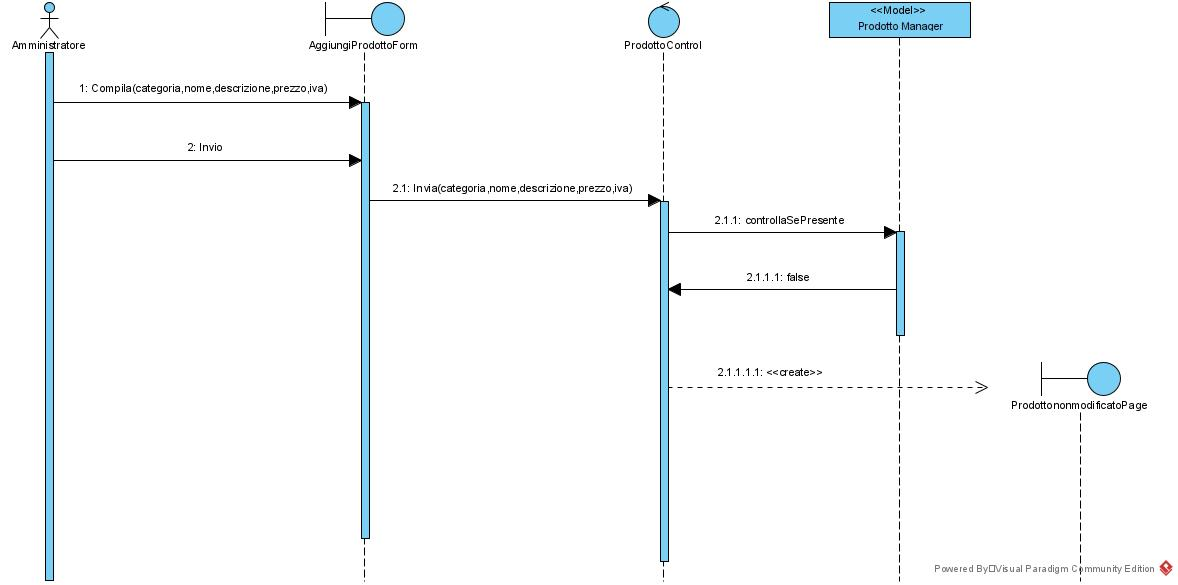 Amministratore
AggiungiProdottoForm
ProdottoControl
<<Model>>
Prodotto Manager
1: Compila(categoria,nome,descrizione,prezzo,iva)
2: Invio
2.1: Invia(categoria,nome,descrizione,prezzo,iva)
2.1.1: controllaSePresente
2.1.1.1: false
2.1.1.1.1: <<create>>
ProdottononmodificatoPage
Powered By□Visual Paradigm Community Edition